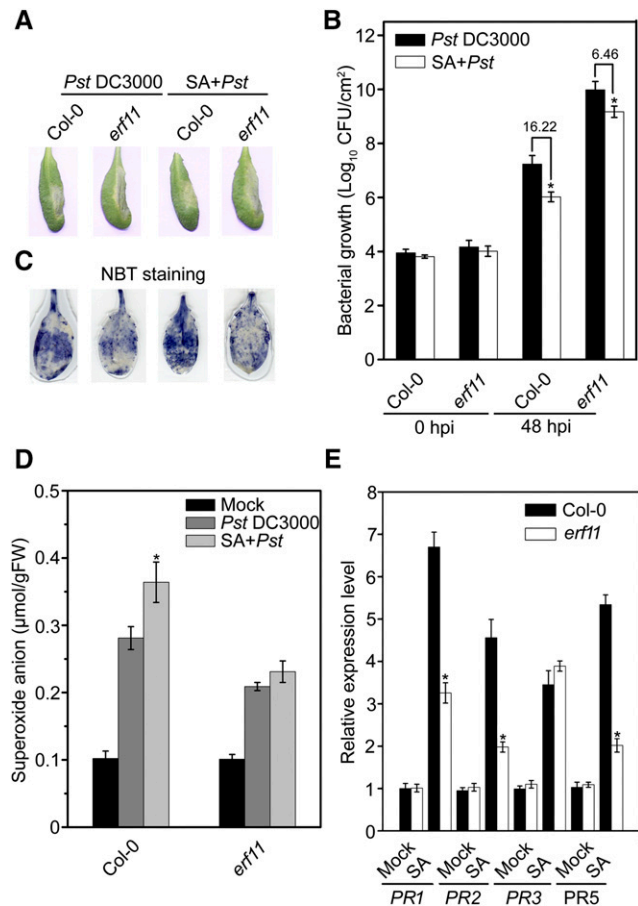 A
Pst DC3000 SA+Pst
Col-0 erf11 Col-0 erf11
C
NBT staining
B
Pst DC3000
SA+Pst
Bacterial growth (Log10 CFU/cm2)
12
10
8
6
4
2
0
16.22
*
6.46
*
Col-0 erf11 Col-0 erf11
0 hpi 48 hpi
D
Mock
Pst DC3000
SA+Pst
Superoxide anion (μmol/gFW)
0.5
0.4
0.3
0.2
0.1
0
*
Col-0 erf11
E
Col-0
erf11
Relative expression level
8
7
6
5
4
3
2
1
0
*
*
*
Mock SA Mock SA Mock SA Mock SA
PR1 PR2 PR3 PR5